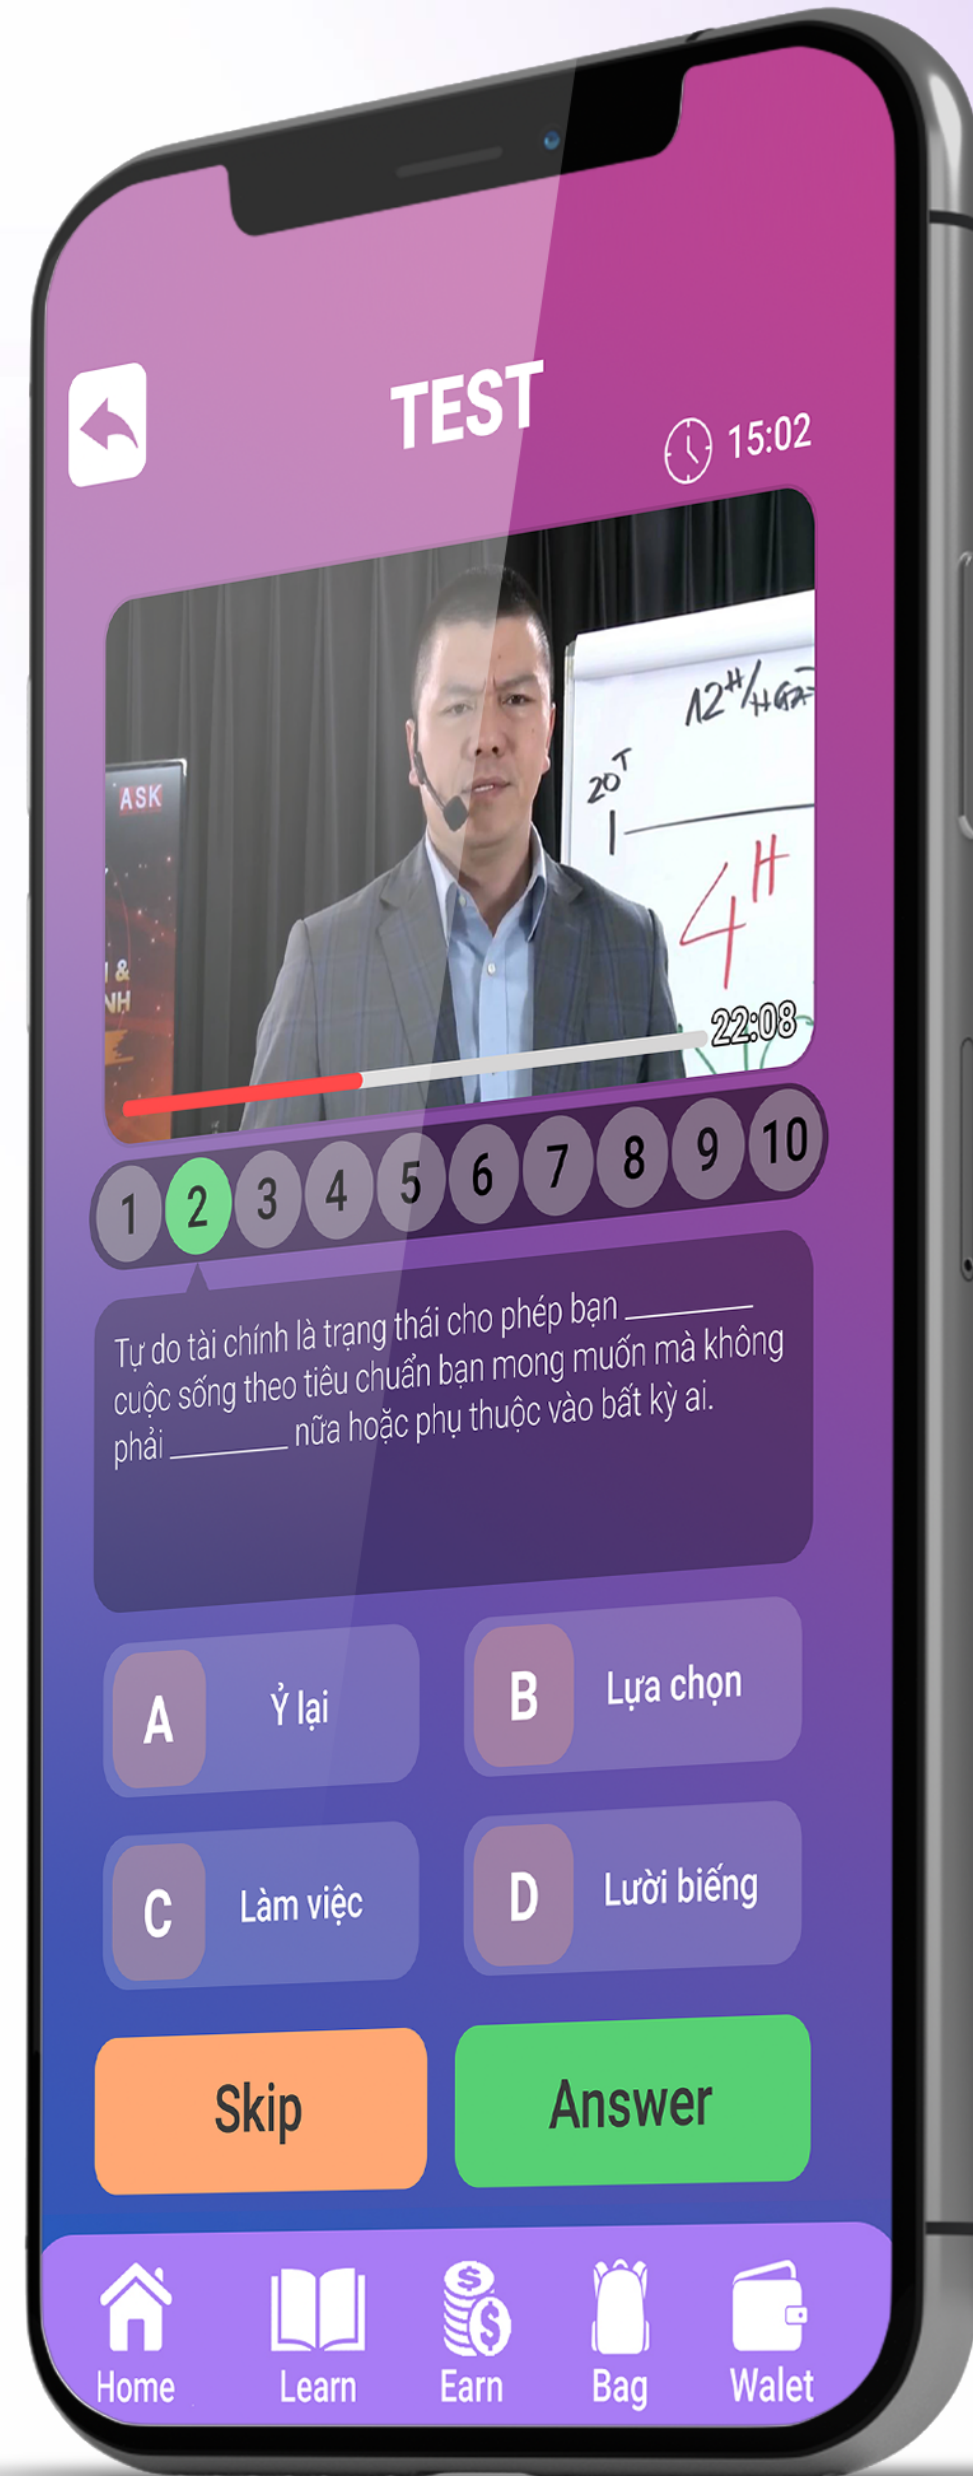 TEST
15:02
ASK
12H/
20T
4H
&
NH
22:08
1 2 3 4 5 6 7 8 9 10
Tự do tài chính là trạng thái cho phép bạn ________
cuộc sống theo tiêu chuẩn bạn mong muốn mà không
phải ________ nữa hoặc phụ thuộc vào bất kỳ ai.
A Ỷ lại
B Lựa chọn
C Làm việc
D Lười biếng
Skip
Answer
Home Learn Earn Bag Walet